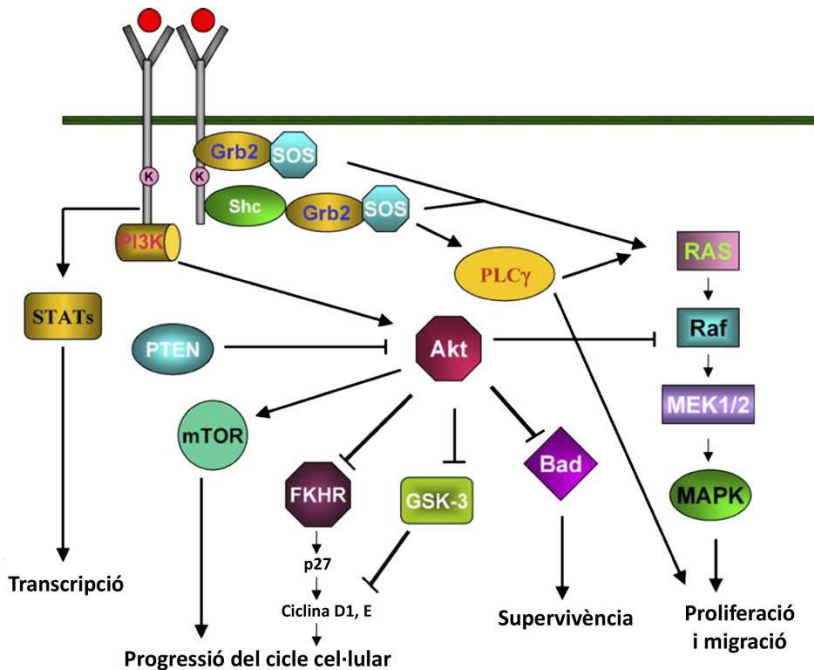 K
K
Grb2
SOS
Shc
Grb2
SOS
PI3K
PLCγ
RAS
STATs
PTEN
Akt
Raf
mTOR
MEK1/2
FKHR
GSK-3
Bad
MAPK
p27
Transcripció
Ciclina D1, E
Supervivència
Proliferació
i migració
Progressió del cicle cel·lular